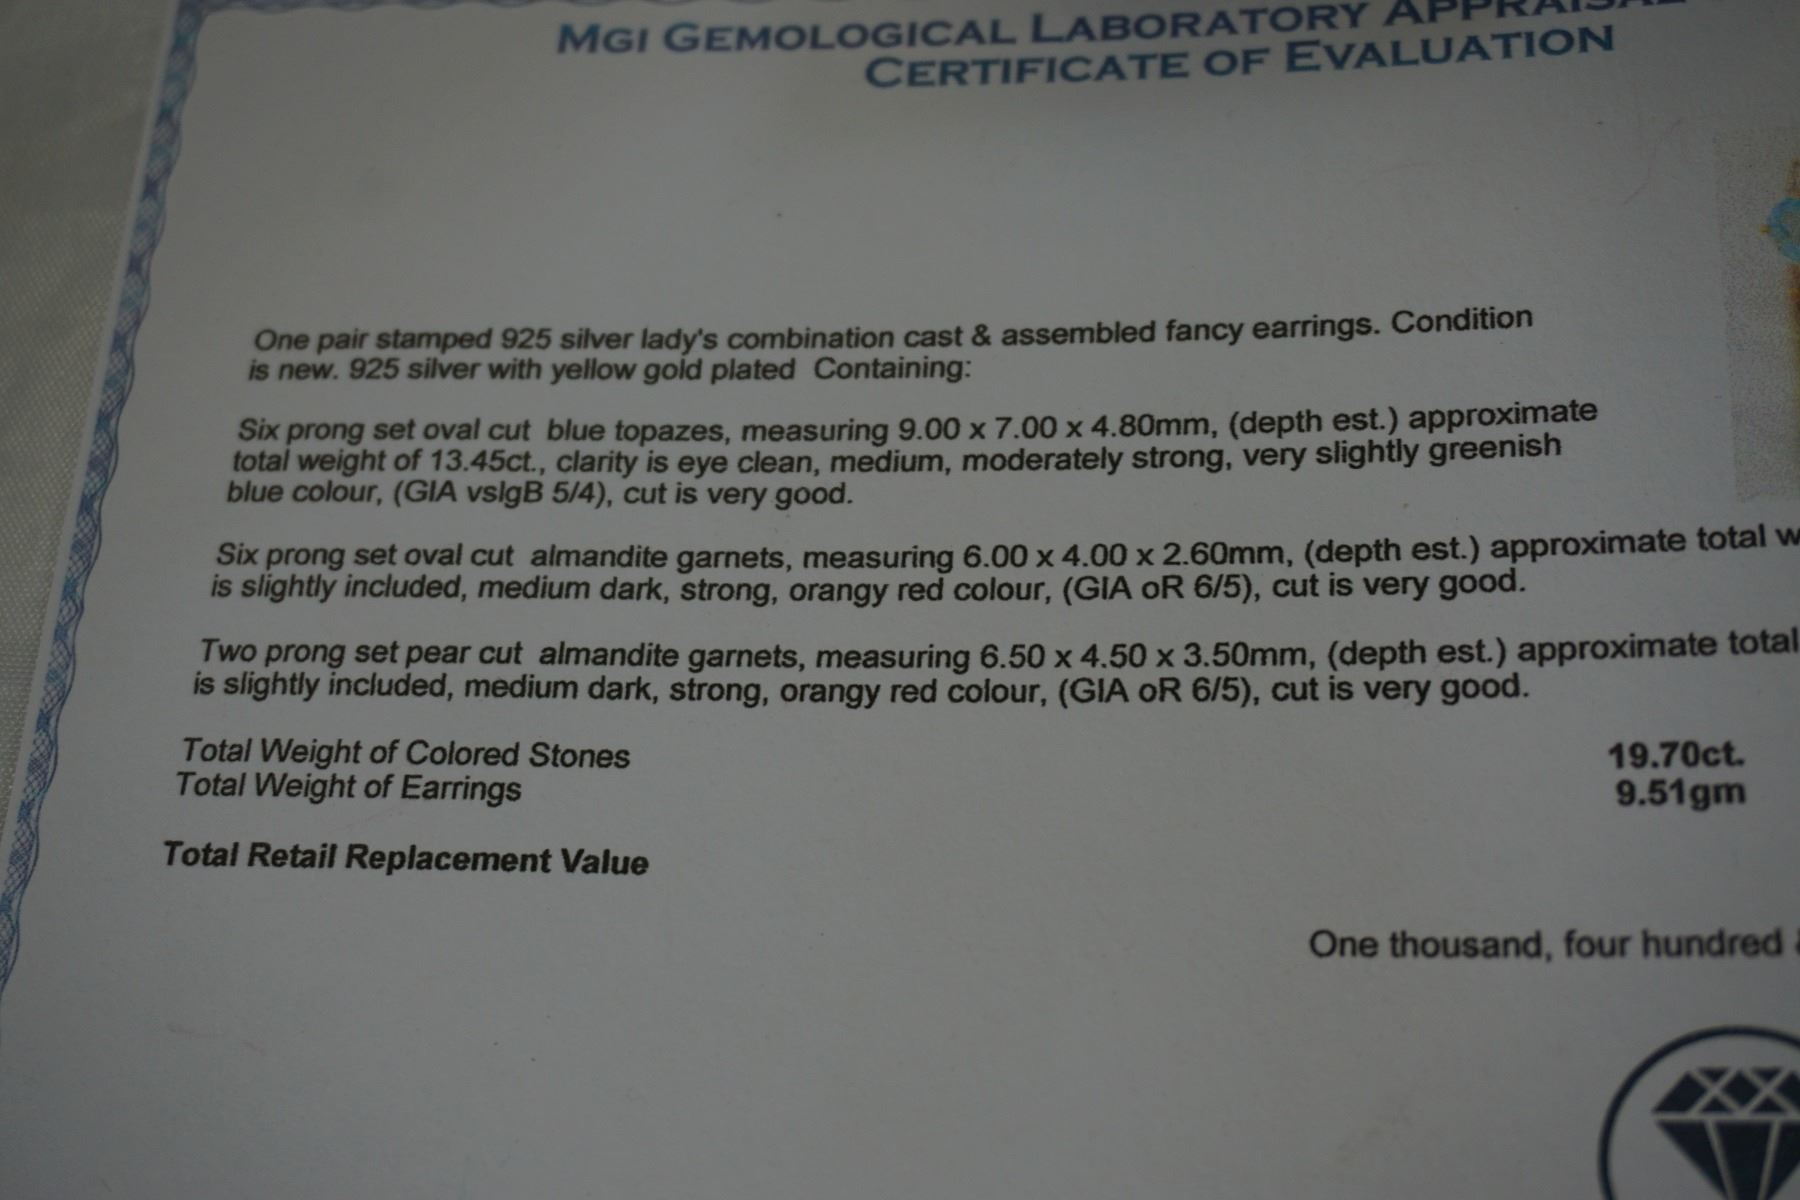 MGI GEMOLOGICAL LABORATORY
CERTIFICATE OF EVALUATION
One pair stamped 925 silver lady's combination cast & assembled fancy earrings. Condition
is new. 925 silver with yellow gold plated Containing:
Six prong set oval cut blue topazes, measuring 9.00 x 7.00 x 4.80mm, (depth est.) approximate
total weight of 13.45ct., clarity is eye clean, medium, moderately strong, very slightly greenish
blue colour, (GIA vslgB 5/4), cut is very good.
Six prong set oval cut almandite garnets, measuring 6.00 x 4.00 x 2.60mm, (depth est.) approximate total
is slightly included, medium dark, strong, orangy red colour, (GIA oR 6/5), cut is very good.
Two prong set pear cut almandite garnets, measuring 6.50 x 4.50 x 3.50mm, (depth est.) approximate total
is slightly included, medium dark, strong, orangy red colour, (GIA oR 6/5), cut is very good.
Total Weight of Colored Stones 19.70ct.
Total Weight of Earrings 9.51gm
Total Retail Replacement Value
One thousand, four hundred